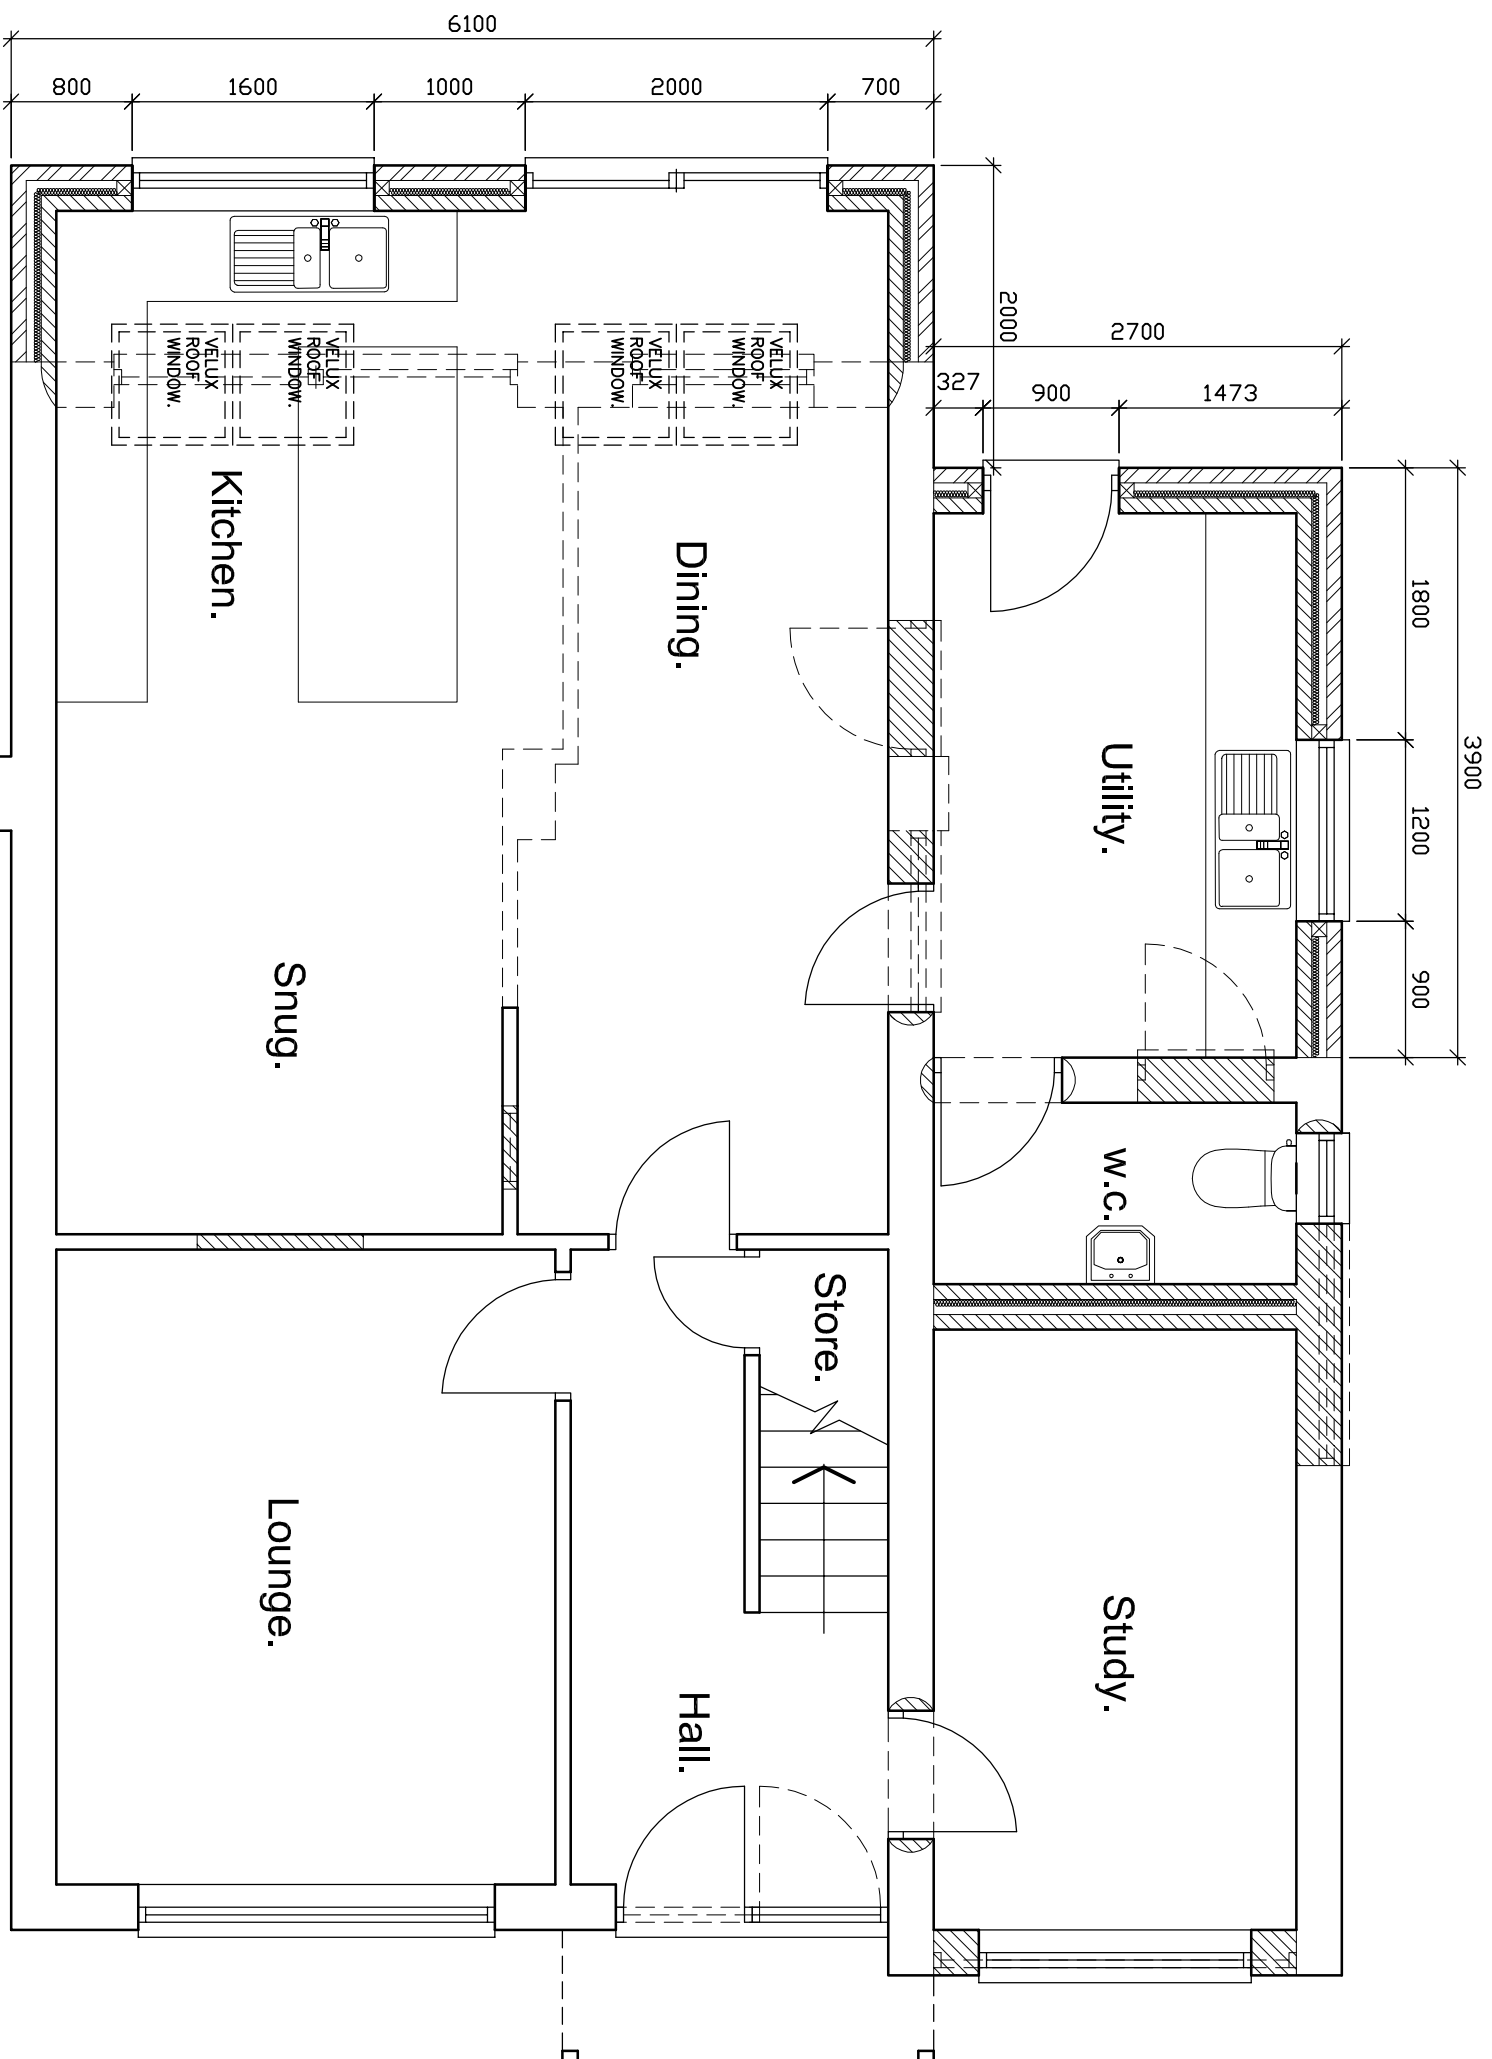 6100
800
1600
1000
2000
700
2000
2700
327
900
1473
1800
3900
1200
900
VELUX
ROOF
WINDOW.
VELUX
ROOF
WINDOW.
VELUX
ROOF
WINDOW.
VELUX
ROOF
WINDOW.
Kitchen.
Dining.
Utility.
Snug.
w.c.
Store.
Lounge.
Study.
Hall.